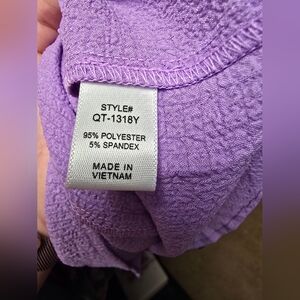 STYLE#
QT-1318Y
95% POLYESTER
5% SPANDEX
MADE IN
VIETNAM